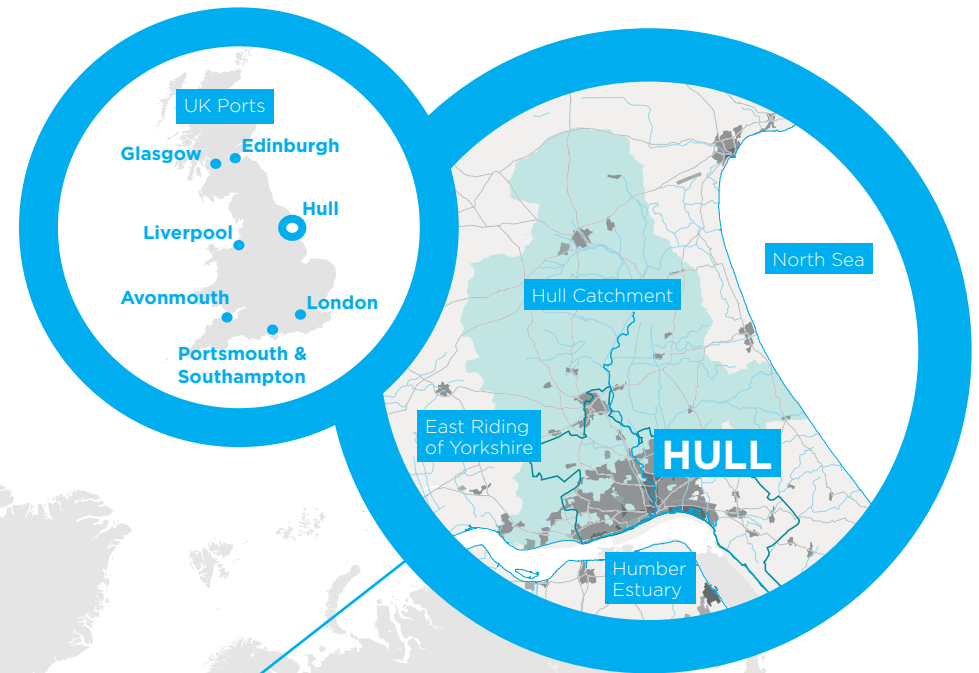 UK Ports
Glasgow
Edinburgh
Hull
Liverpool
Avonmouth
London
Portsmouth &
Southampton
North Sea
Hull Catchment
East Riding
of Yorkshire
HULL
Humber
Estuary